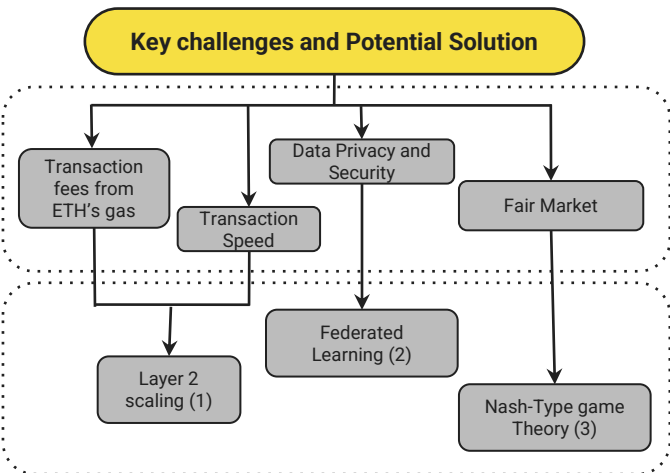 Key challenges and Potential Solution
Transaction
fees from
ETH's gas
Transaction
Speed
Data Privacy and
Security
Fair Market
Layer 2
scaling (1)
Federated
Learning (2)
Nash-Type game
Theory (3)